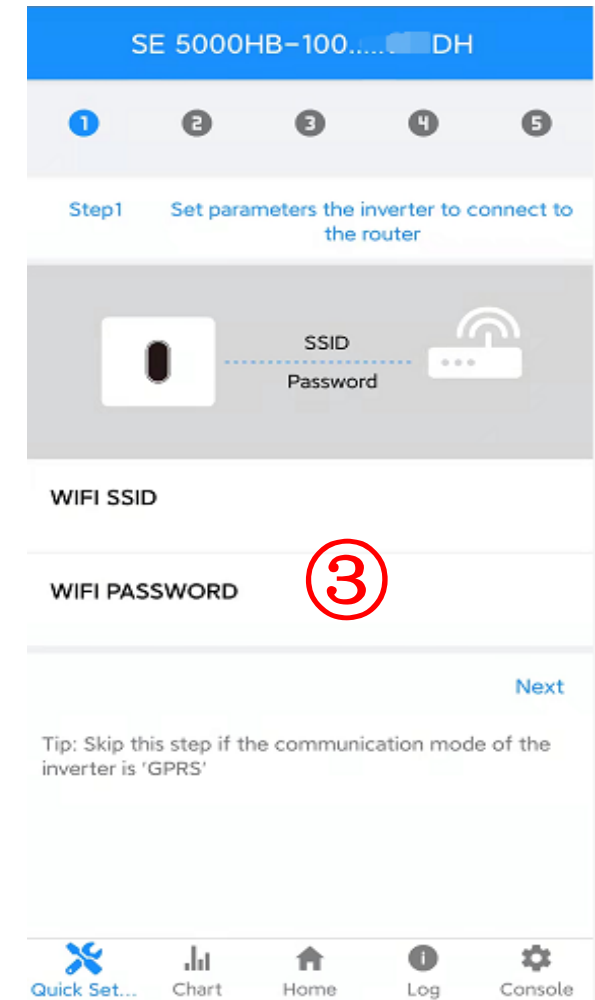 SE 5000HB-100..... DH
1 2 3 4 5
Step1 Set parameters the inverter to connect to
the router
SSID
Password
WIFI SSID
WIFI PASSWORD
③
Next
Tip: Skip this step if the communication mode of the
inverter is 'GPRS'
Quick Set... Chart Home Log Console